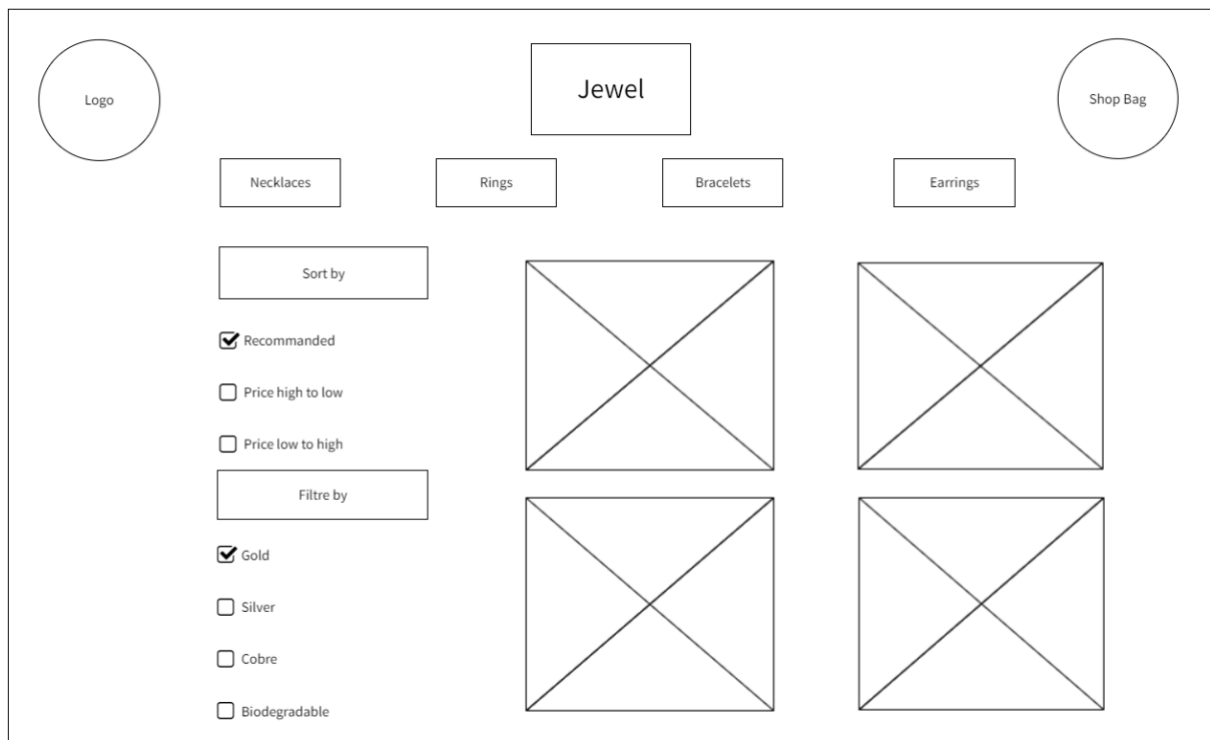 Logo
Jewel
Shop Bag
Necklaces
Rings
Bracelets
Earrings
Sort by
Recommanded
Price high to low
Price low to high
Filtre by
Gold
Silver
Cobre
Biodegradable